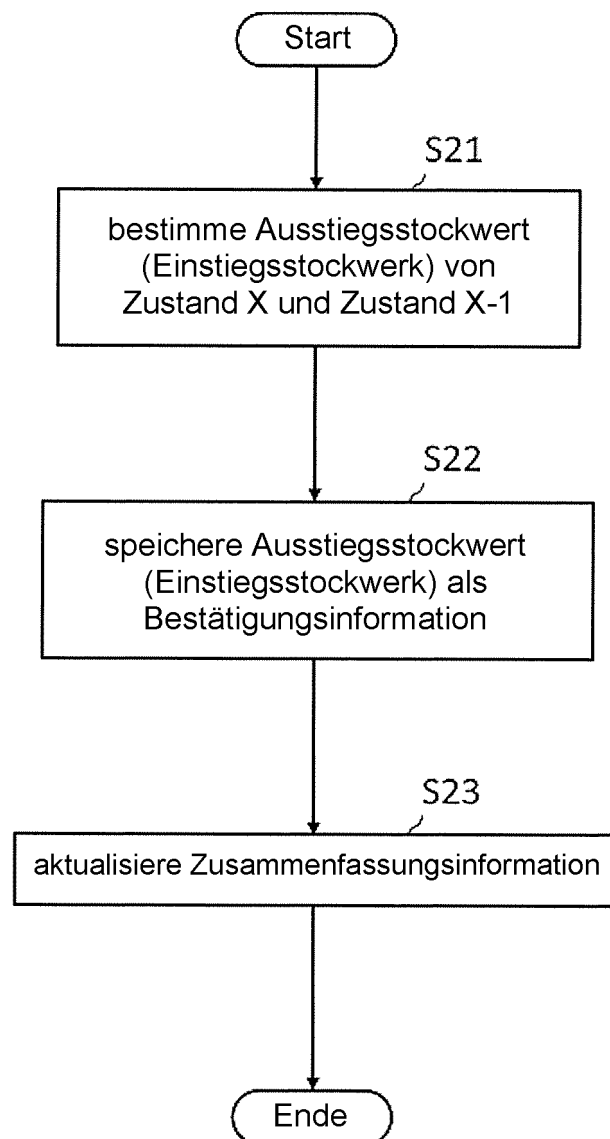 Start
S21
bestimme Ausstiegsstockwert
(Einstiegsstockwerk) von
Zustand X und Zustand X-1
S22
speichere Ausstiegsstockwert
(Einstiegsstockwerk) als
Bestätigungsinformation
S23
aktualisiere Zusammenfassungsinformation
Ende